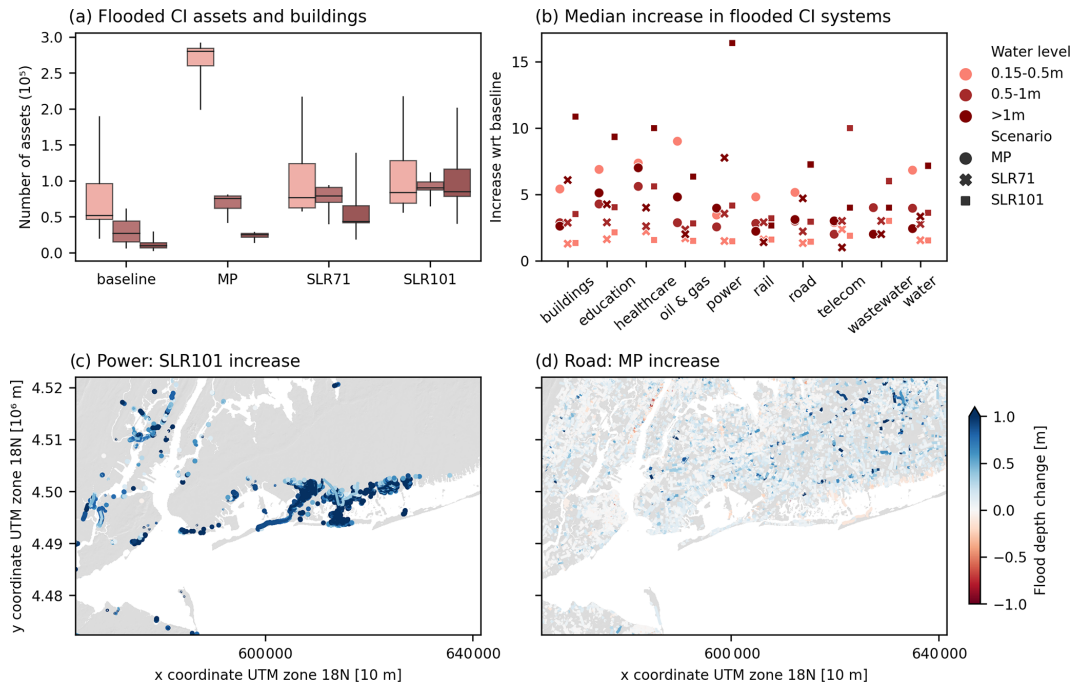 (a) Flooded CI assets and buildings
Number of assets (10⁵)
3.0
2.5
2.0
1.5
1.0
0.5
0.0
baseline
MP
SLR71
SLR101
(b) Median increase in flooded CI systems
Increase wrt baseline
15
10
5
0
buildings
education
healthcare
oil & gas
power
rail
road
telecom
wastewater
water
Water level
0.15-0.5m
0.5-1m
>1m
Scenario
MP
SLR71
SLR101
(c) Power: SLR101 increase
y coordinate UTM zone 18N [10⁶ m]
4.52
4.51
4.50
4.49
4.48
600000
640000
x coordinate UTM zone 18N [10 m]
(d) Road: MP increase
600000
640000
x coordinate UTM zone 18N [10 m]
1.0
0.5
0.0
−0.5
−1.0
Flood depth change [m]